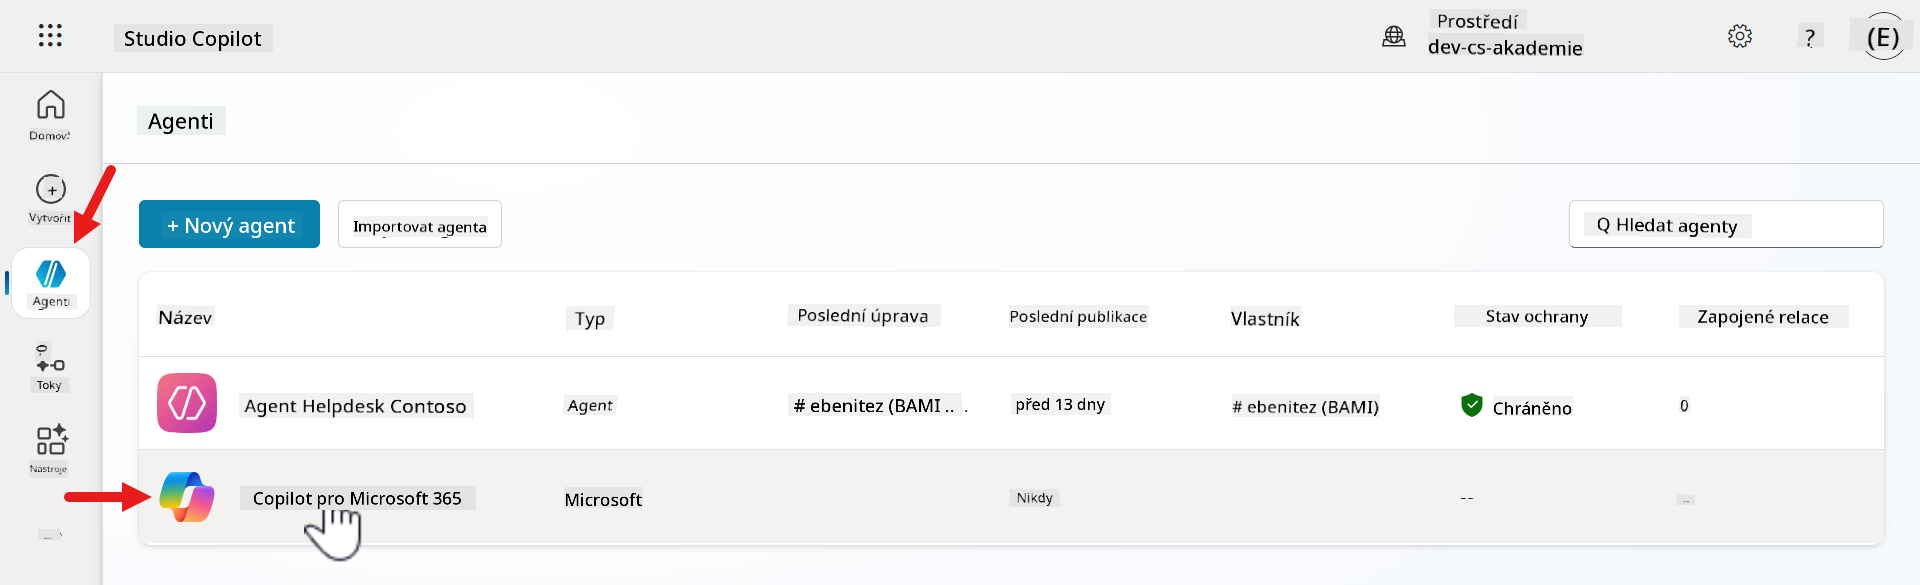 Studio Copilot
Prostředí
dev-cs-akademie
?
(E)
Domov
Vytvořit
Agenti
Toky
Nástroje
...
Agenti
+ Nový agent
Importovat agenta
Q Hledat agenty
Název
Typ
Poslední úprava
Poslední publikace
Vlastník
Stav ochrany
Zapojené relace
Agent Helpdesk Contoso
Agent
# ebenitez (BAMI .. .
před 13 dny
# ebenitez (BAMI)
Chráněno
0
Copilot pro Microsoft 365
Microsoft
Nikdy
--
--